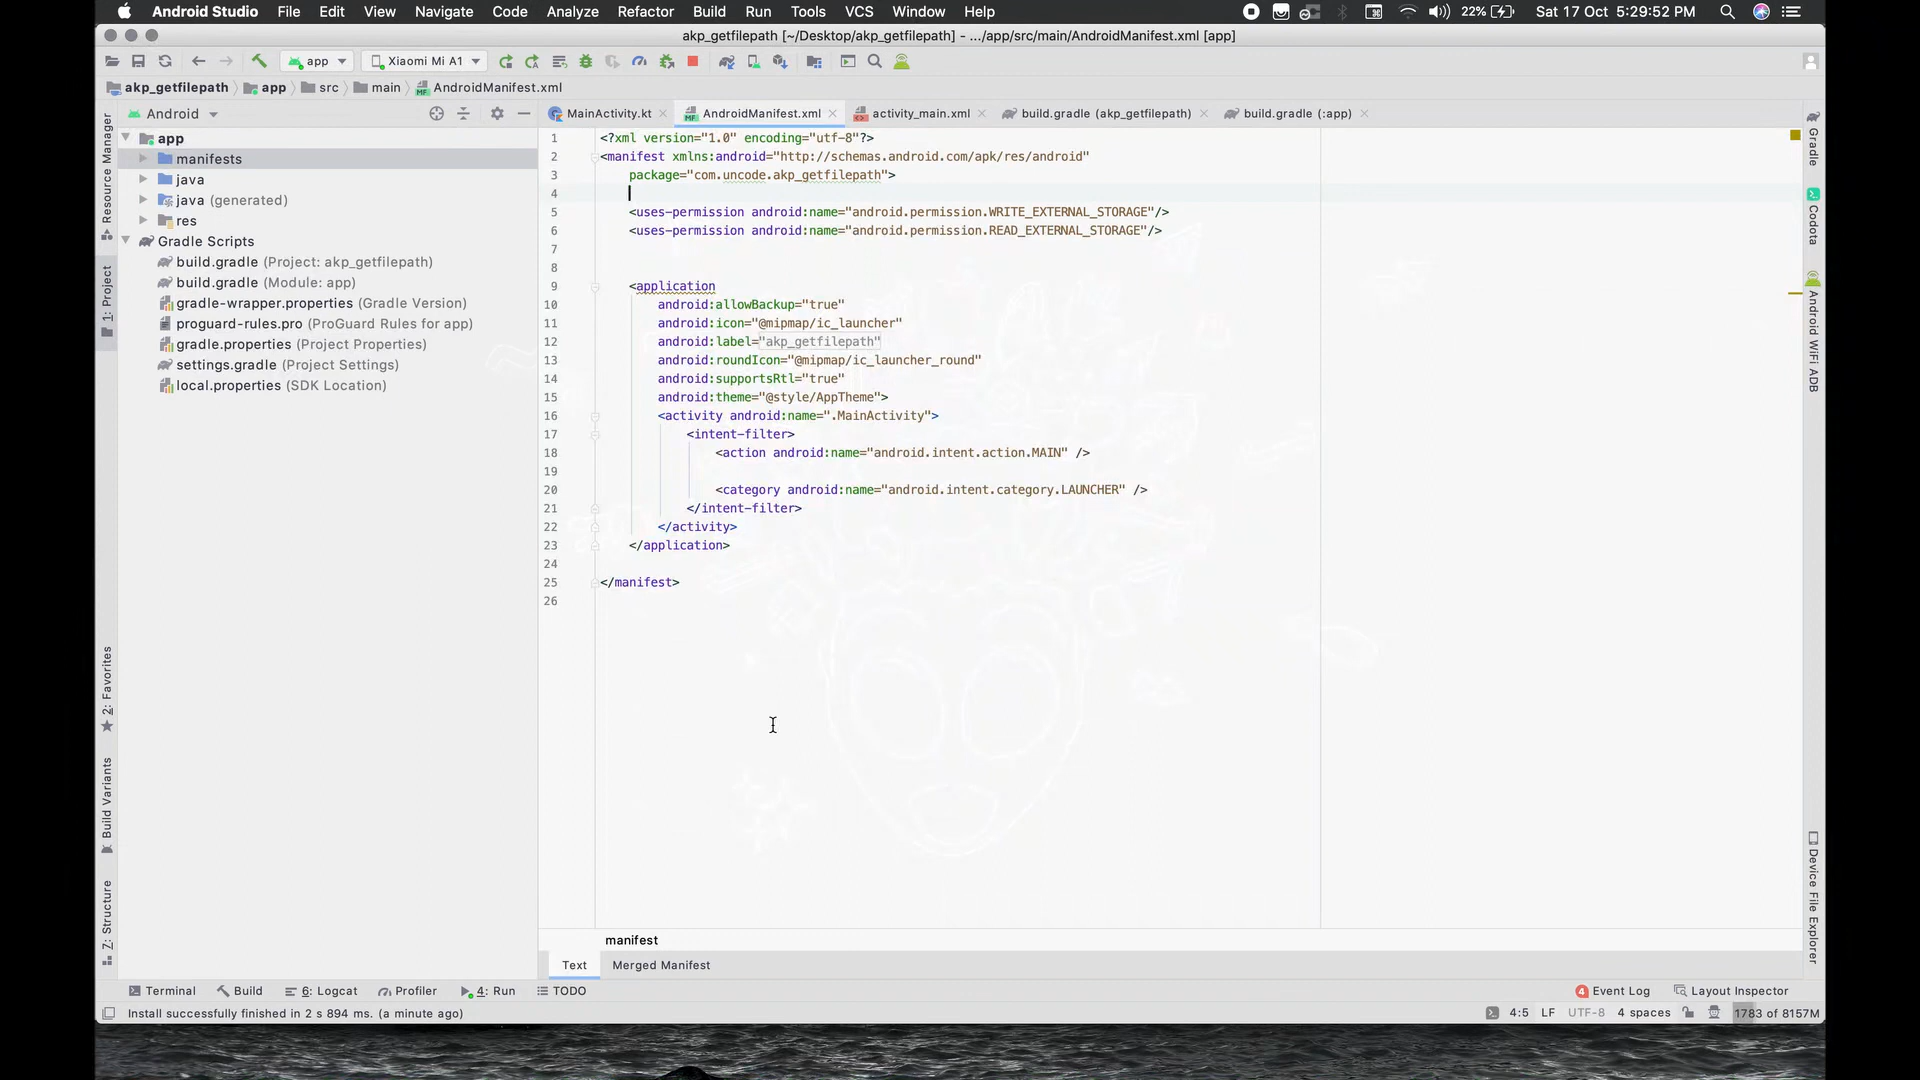 Android Studio File Edit View Navigate Code Analyze Refactor Build Run Tools VCS Window Help 22% Sat 17 Oct 5:29:52 PM
akp_getfilepath [~/Desktop/akp_getfilepath] - .../app/src/main/AndroidManifest.xml [app]
app Xiaomi Mi A1
akp_getfilepath app src main AndroidManifest.xml
Android
MainActivity.kt AndroidManifest.xml activity_main.xml build.gradle (akp_getfilepath) build.gradle (:app)
Resource Manager
1: Project
2: Favorites
Build Variants
Z: Structure
app
manifests
java
java (generated)
res
Gradle Scripts
build.gradle (Project: akp_getfilepath)
build.gradle (Module: app)
gradle-wrapper.properties (Gradle Version)
proguard-rules.pro (ProGuard Rules for app)
gradle.properties (Project Properties)
settings.gradle (Project Settings)
local.properties (SDK Location)
1 <?xml version="1.0" encoding="utf-8"?>
2 <manifest xmlns:android="http://schemas.android.com/apk/res/android"
3 package="com.uncode.akp_getfilepath">
4
5 <uses-permission android:name="android.permission.WRITE_EXTERNAL_STORAGE"/>
6 <uses-permission android:name="android.permission.READ_EXTERNAL_STORAGE"/>
7
8
9 <application
10 android:allowBackup="true"
11 android:icon="@mipmap/ic_launcher"
12 android:label="akp_getfilepath"
13 android:roundIcon="@mipmap/ic_launcher_round"
14 android:supportsRtl="true"
15 android:theme="@style/AppTheme">
16 <activity android:name=".MainActivity">
17 <intent-filter>
18 <action android:name="android.intent.action.MAIN" />
19
20 <category android:name="android.intent.category.LAUNCHER" />
21 </intent-filter>
22 </activity>
23 </application>
24
25 </manifest>
26
Gradle
Codota
Android WiFi ADB
Device File Explorer
manifest
Text Merged Manifest
Terminal Build 6: Logcat Profiler 4: Run TODO 4 Event Log Layout Inspector
Install successfully finished in 2 s 894 ms. (a minute ago) 4:5 LF UTF-8 4 spaces 1783 of 8157M